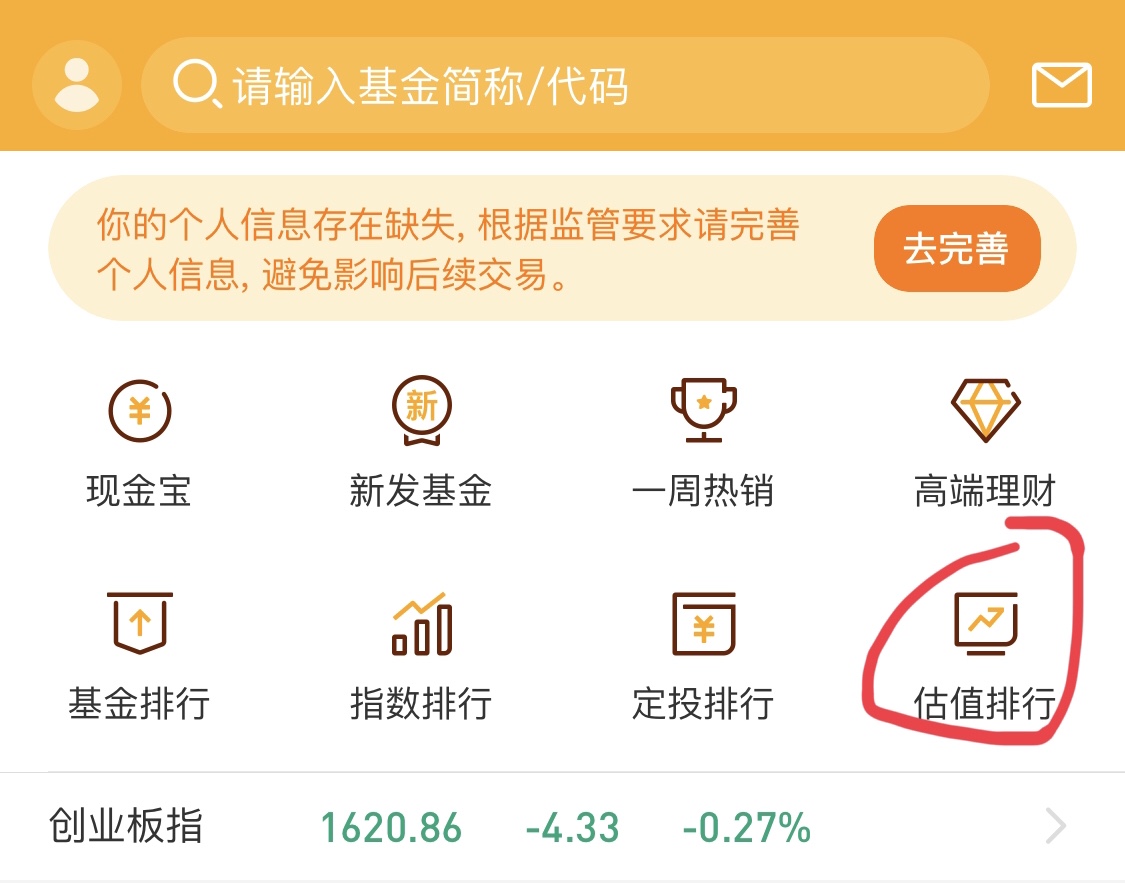 请输入基金简称/代码
你的个人信息存在缺失, 根据监管要求请完善
个人信息, 避免影响后续交易。
去完善
¥
新
现金宝
新发基金
一周热销
高端理财
¥
基金排行
指数排行
定投排行
估值排行
创业板指 1620.86 -4.33 -0.27%